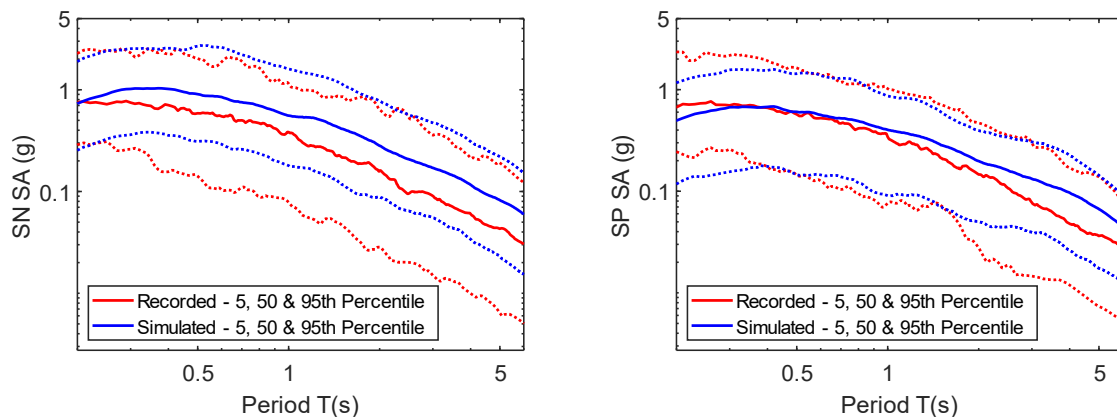 5
1
0.1
SN SA (g)
Recorded - 5, 50 & 95th Percentile
Simulated - 5, 50 & 95th Percentile
0.5
1
5
Period T(s)
5
1
0.1
SP SA (g)
Recorded - 5, 50 & 95th Percentile
Simulated - 5, 50 & 95th Percentile
0.5
1
5
Period T(s)